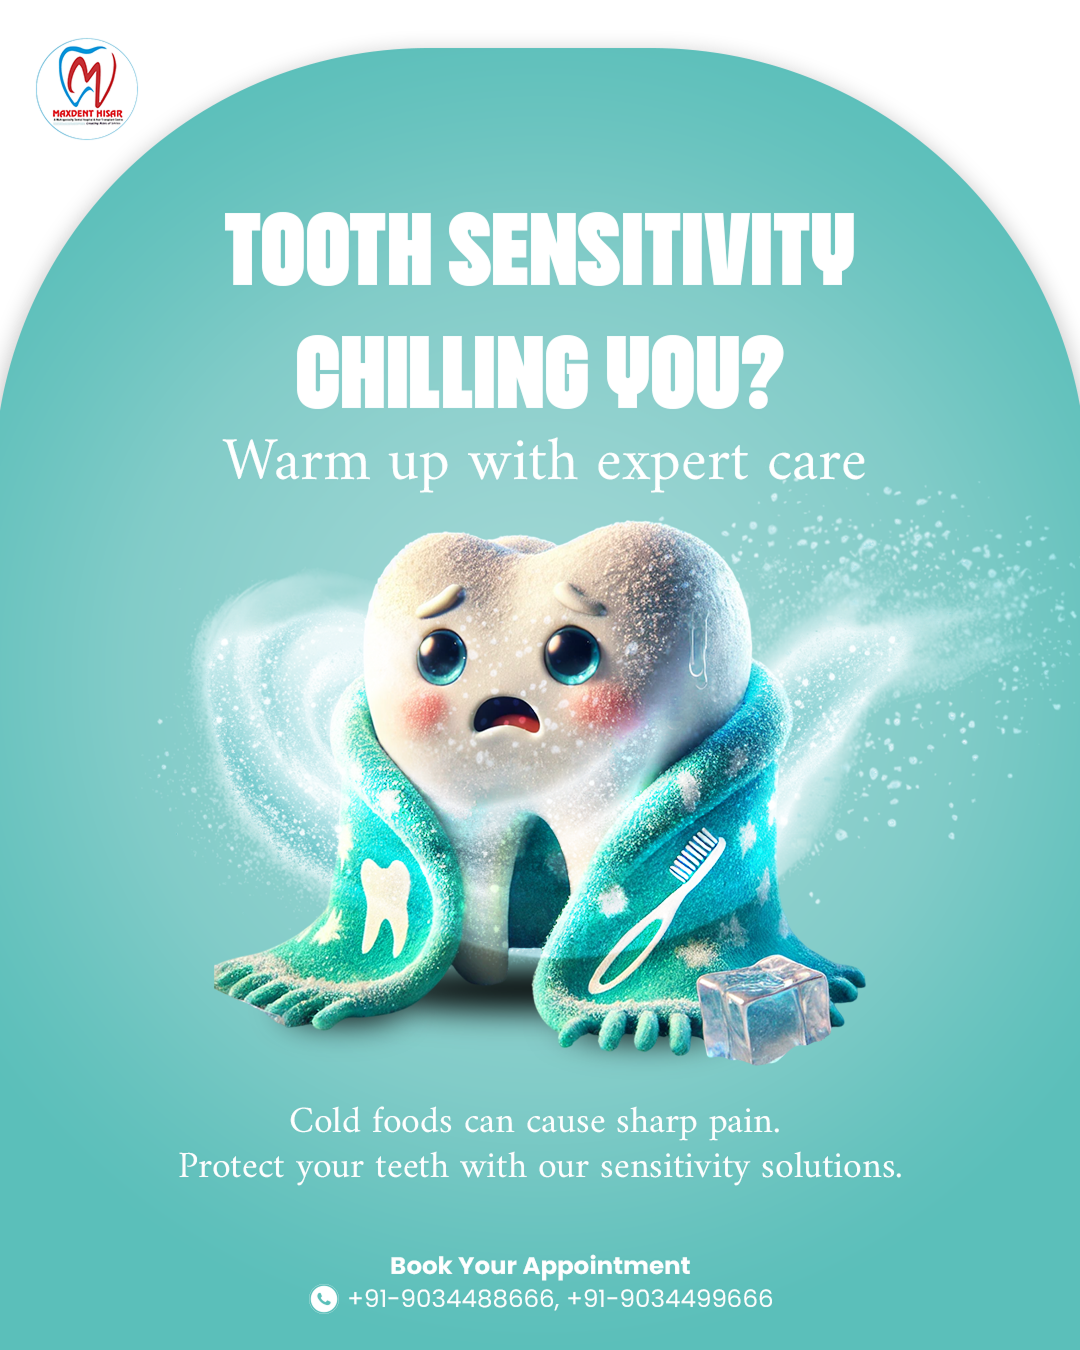 MAXDENT HISAR
TOOTH SENSITIVITY
CHILLING YOU?
Warm up with expert care
Cold foods can cause sharp pain.
Protect your teeth with our sensitivity solutions.
Book Your Appointment
+91-9034488666, +91-9034499666